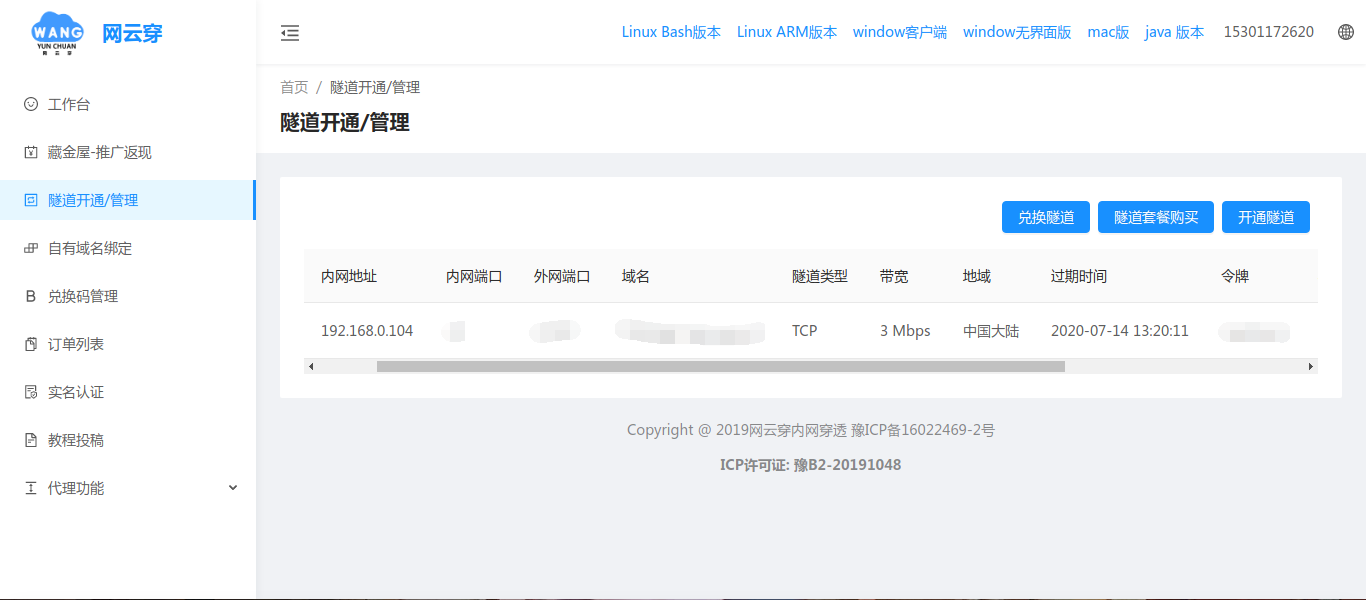 WANG
YUN CHUAN
网 云 穿
网云穿
Linux Bash版本 Linux ARM版本 window客户端 window无界面版 mac版 java 版本 15301172620
首页 / 隧道开通/管理
隧道开通/管理
工作台
藏金屋-推广返现
隧道开通/管理
自有域名绑定
兑换码管理
订单列表
实名认证
教程投稿
代理功能
兑换隧道 隧道套餐购买 开通隧道
内网地址 内网端口 外网端口 域名 隧道类型 带宽 地域 过期时间 令牌
192.168.0.104 TCP 3 Mbps 中国大陆 2020-07-14 13:20:11
Copyright @ 2019网云穿内网穿透 豫ICP备16022469-2号
ICP许可证: 豫B2-20191048